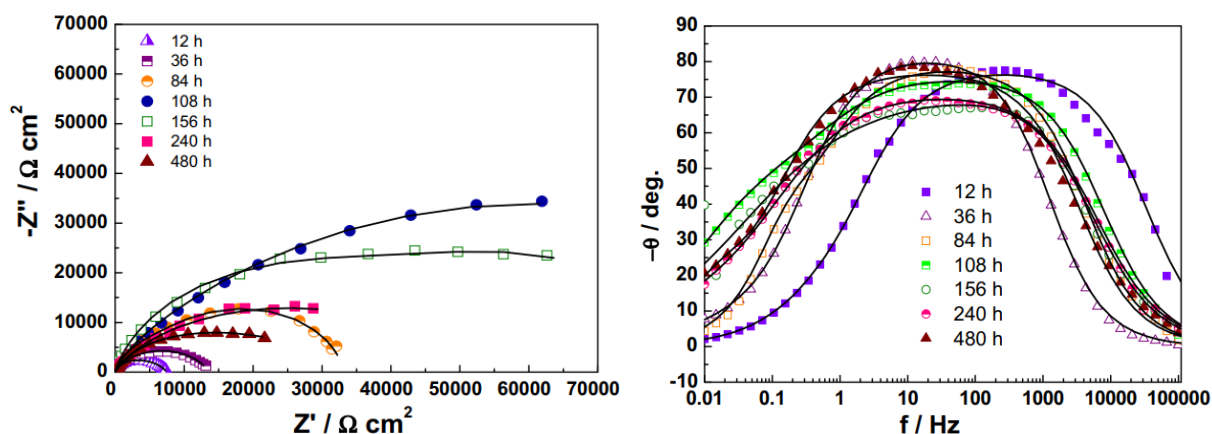 70000
60000
50000
40000
30000
20000
10000
0
-Z'' / Ω cm²
12 h
36 h
84 h
108 h
156 h
240 h
480 h
0 10000 20000 30000 40000 50000 60000 70000
Z' / Ω cm²
90
80
70
60
50
40
30
20
10
0
-10
−θ / deg.
12 h
36 h
84 h
108 h
156 h
240 h
480 h
0.01 0.1 1 10 100 1000 10000 100000
f / Hz